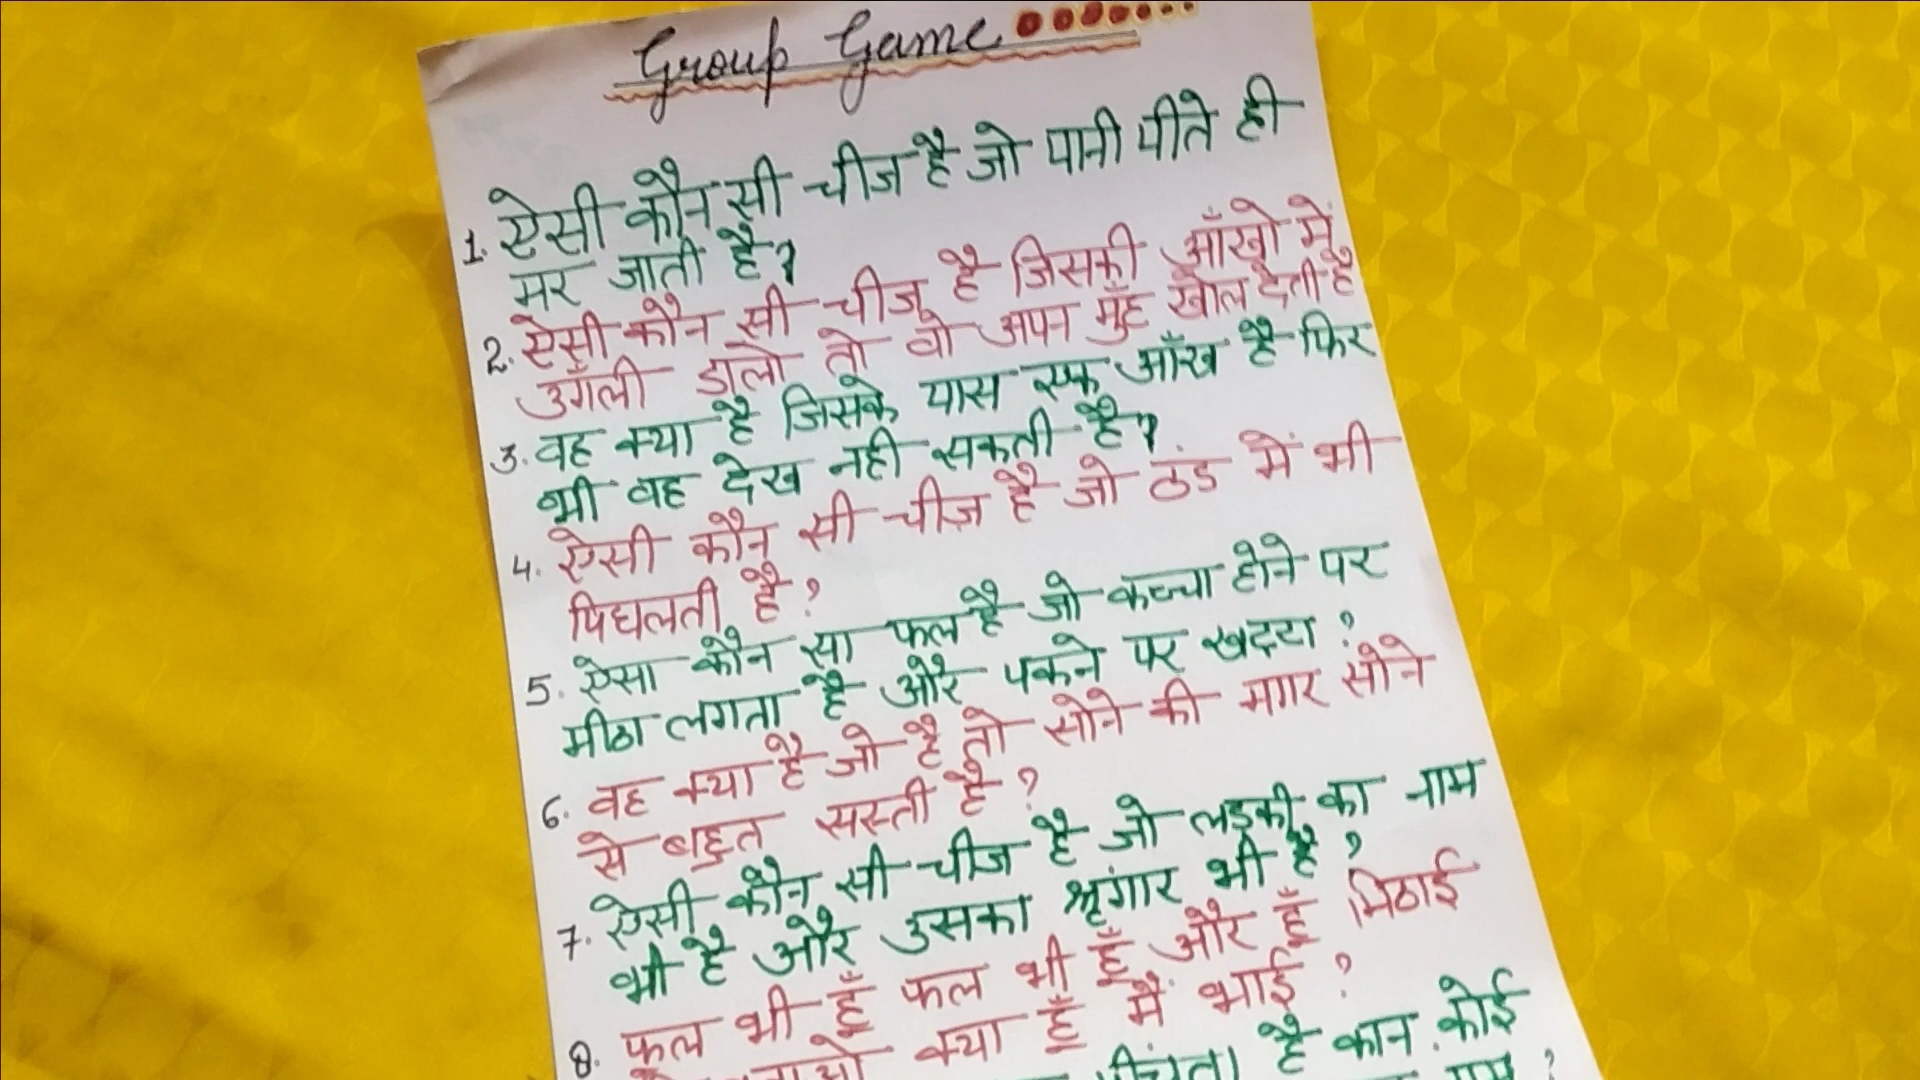 Group Game
1. ऐसी कौन सी चीज है जो पानी पीते ही
मर जाती है?
2. ऐसी कौन सी चीज है जिसकी आँखो में
उँगली डालो तो वो अपन मुँह खोल देती है
3. वह क्या है जिसके पास एक आँख है फिर
भी वह देख नही सकती है?
4. ऐसी कौन सी चीज़ है जो ठंड में भी
पिघलती है?
5. ऐसा कौन सा फल है जो कच्चा होने पर
मीठा लगता है और पकने पर खट्टा?
6. वह क्या है जो है तो सोने की मगर सोने
से बहुत सस्ती है?
7. ऐसी कौन सी चीज है जो लड़की का नाम
भी है और उसका श्रृंगार भी है?
8. फूल भी हूँ फल भी हूँ और हूँ मिठाई
क्या हूँ मैं भाई?
है कान कोई